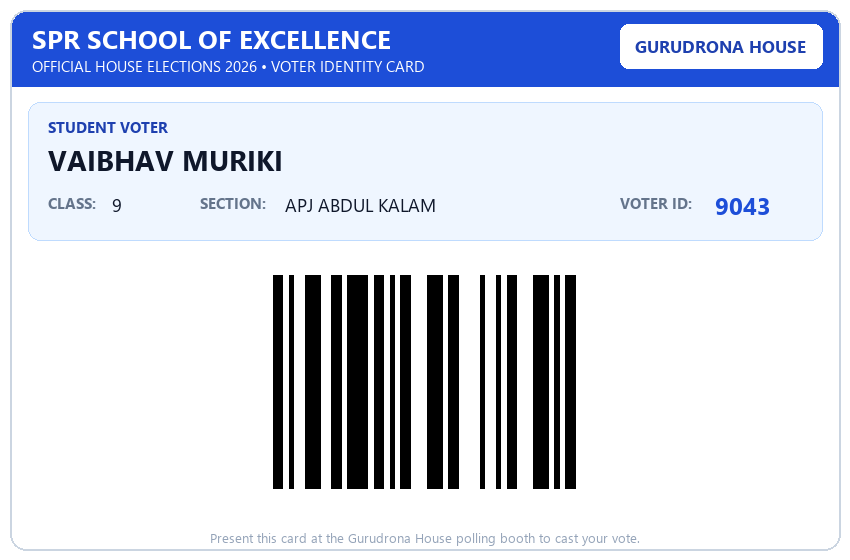 SPR SCHOOL OF EXCELLENCE
OFFICIAL HOUSE ELECTIONS 2026 • VOTER IDENTITY CARD
GURUDRONA HOUSE
STUDENT VOTER
VAIBHAV MURIKI
CLASS: 9 SECTION: APJ ABDUL KALAM VOTER ID: 9043
Present this card at the Gurudrona House polling booth to cast your vote.